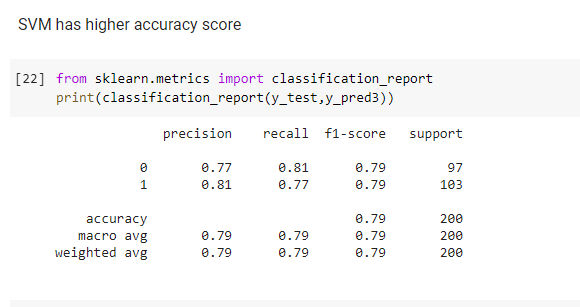 SVM has higher accuracy score
[22] from sklearn.metrics import classification_report
print(classification_report(y_test,y_pred3))
precision recall f1-score support
0 0.77 0.81 0.79 97
1 0.81 0.77 0.79 103
accuracy 0.79 200
macro avg 0.79 0.79 0.79 200
weighted avg 0.79 0.79 0.79 200